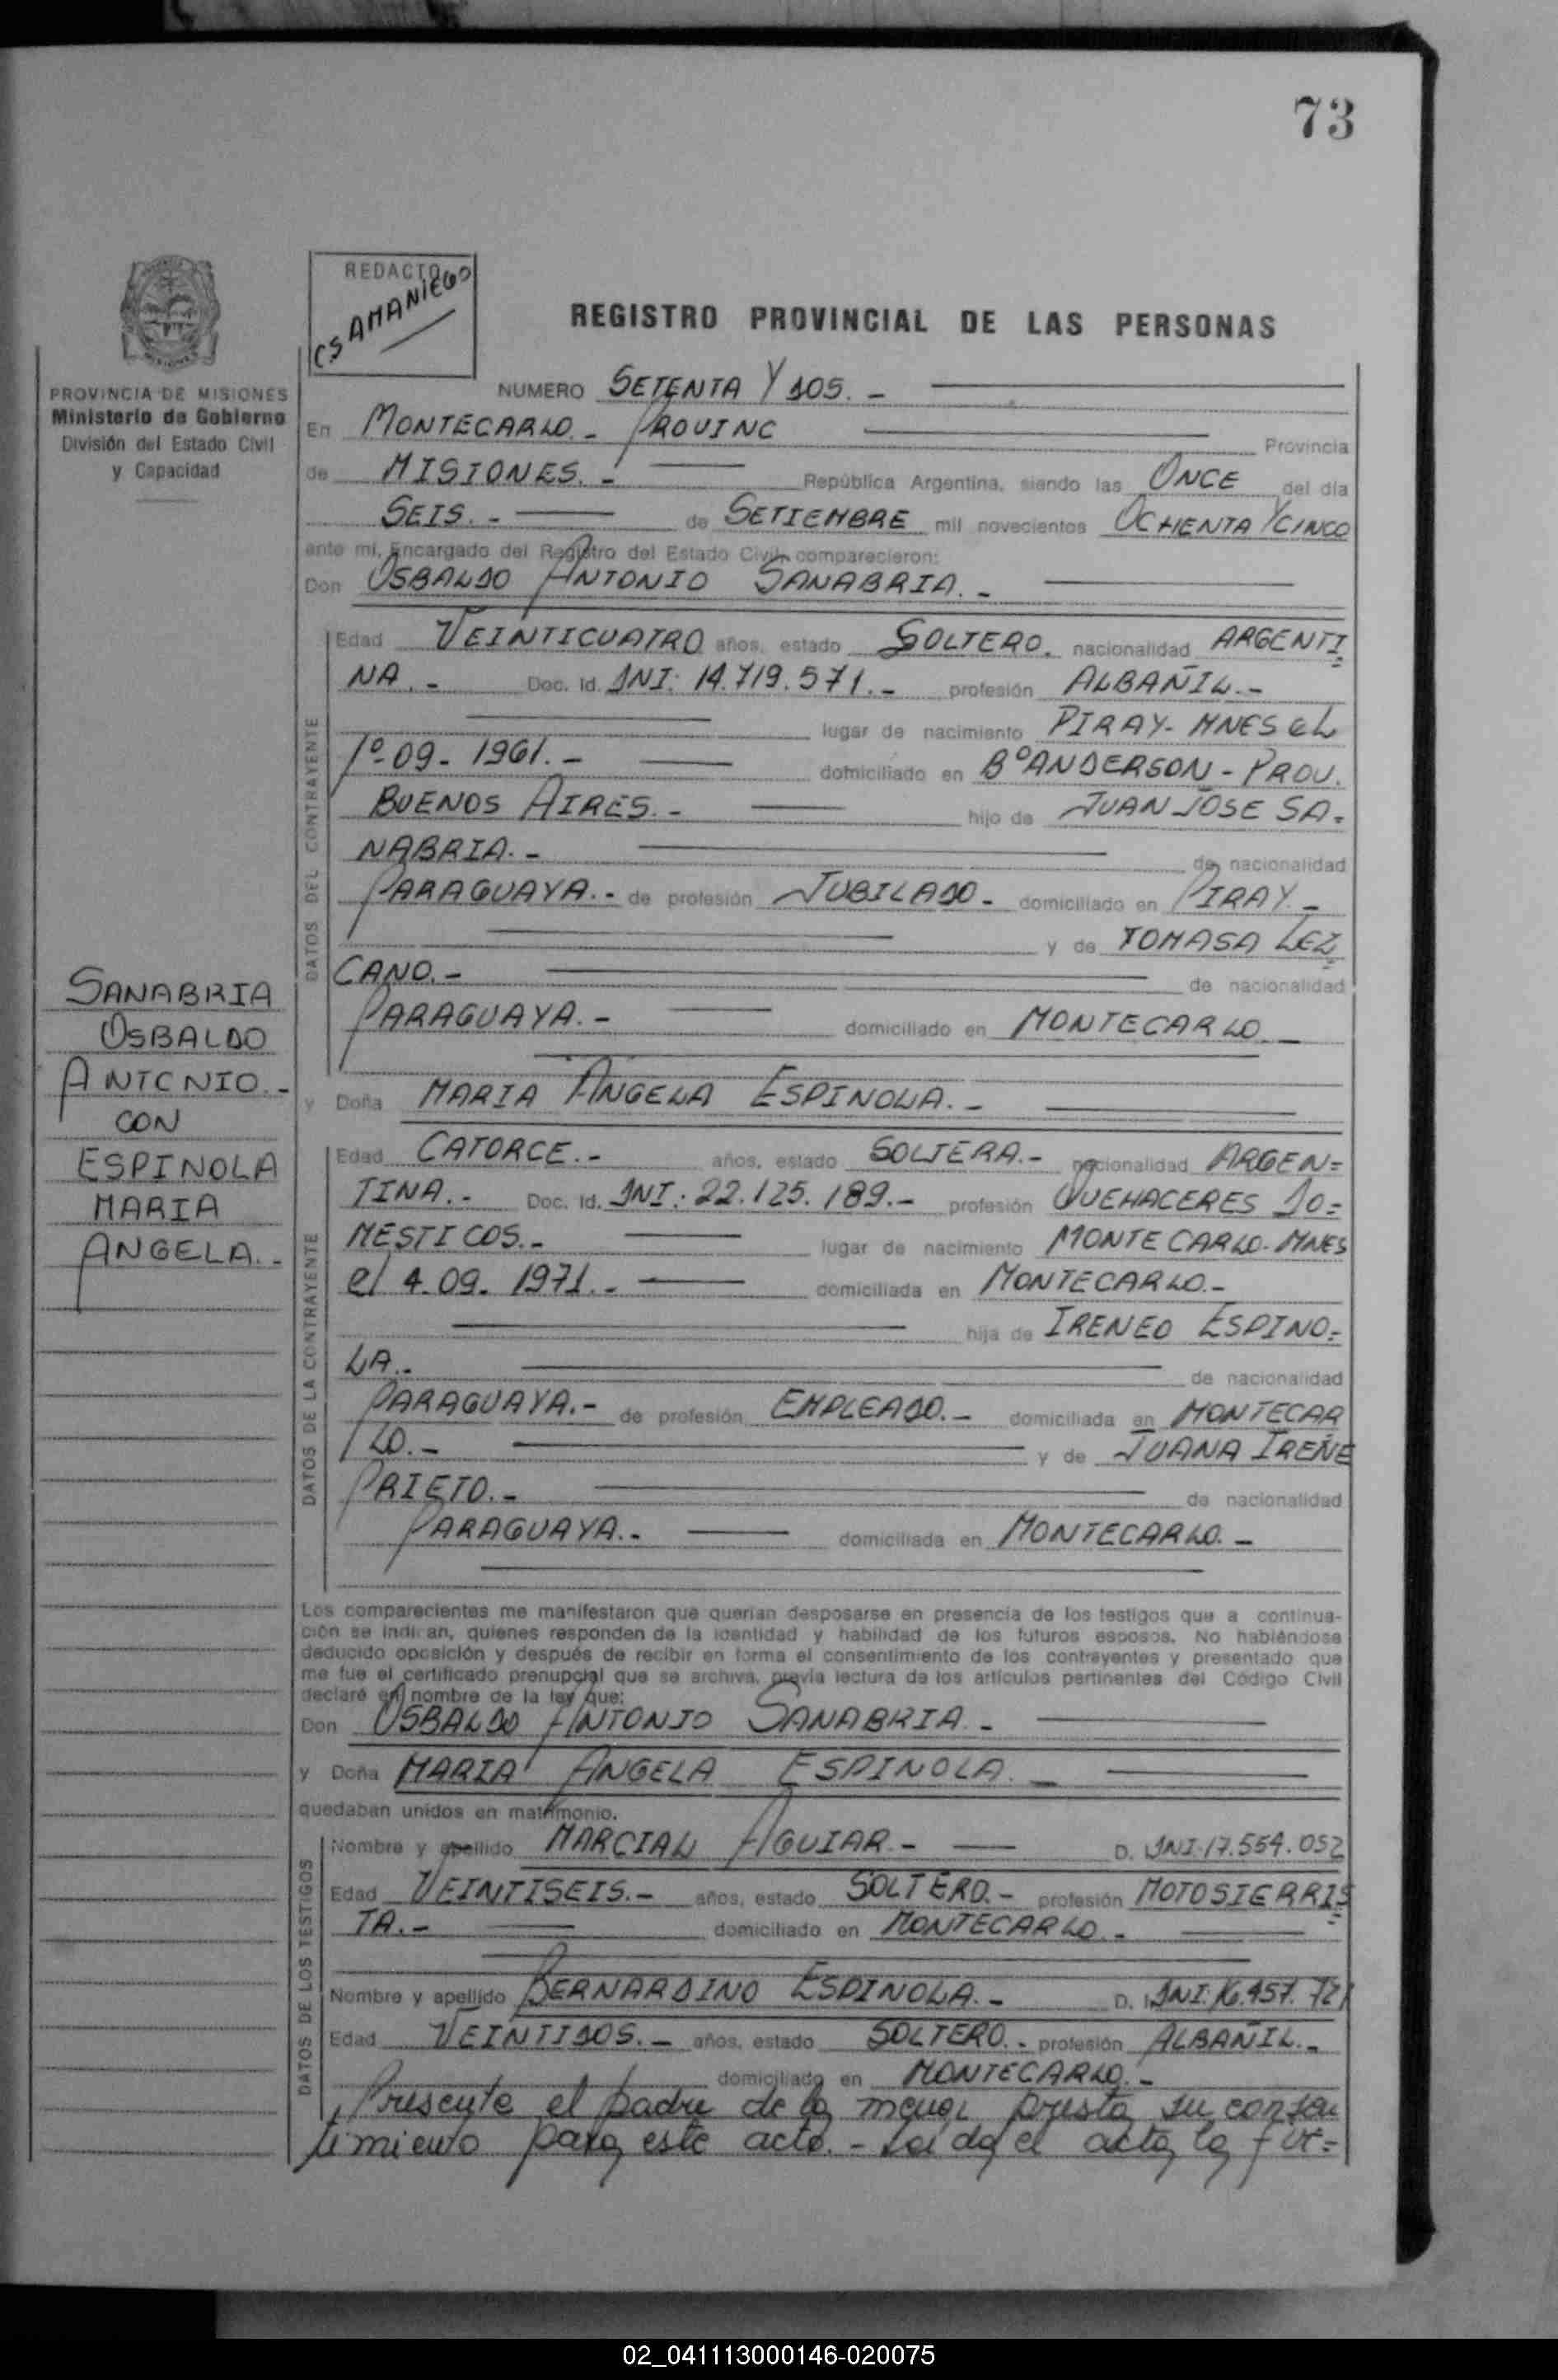 73
REDACTO
CSAMANIEGO
REGISTRO PROVINCIAL DE LAS PERSONAS
PROVINCIA DE MISIONES
Ministerio de Gobierno
División del Estado Civil
y Capacidad
NUMERO SETENTA Y DOS. -
En MONTECARLO - PROVINC Provincia
de MISIONES. - República Argentina, siendo las ONCE del día
SEIS. - de SETIEMBRE mil novecientos OCHENTA Y CINCO
ante mí, Encargado del Registro del Estado Civil, comparecieron:
Don OSBALDO ANTONIO SANABRIA. -
DATOS DEL CONTRAYENTE
Edad VEINTICUATRO años, estado SOLTERO. nacionalidad ARGENTI=
NA. - Doc. Id. DNI: 14.719.571. - profesión ALBAÑIL. -
lugar de nacimiento PIRAY - MNES el
1º-09-1961. - domiciliado en Bº ANDERSON - PROV.
BUENOS AIRES. - hijo de JUAN JOSE SA=
NABRIA. - de nacionalidad
PARAGUAYA. - de profesión JUBILADO - domiciliado en PIRAY -
y de TOMASA LEZ=
CANO. - de nacionalidad
PARAGUAYA. - domiciliado en MONTECARLO
y Doña MARIA ANGELA ESPINOLA. -
SANABRIA
OSBALDO
ANTONIO. -
CON
ESPINOLA
MARIA
ANGELA. -
DATOS DE LA CONTRAYENTE
Edad CATORCE. - años, estado SOLTERA. - nacionalidad ARGEN=
TINA. - Doc. Id. DNI: 22.125.189. - profesión QUEHACERES DO=
MESTICOS. - lugar de nacimiento MONTECARLO - MNES
el 4-09-1971. - domiciliada en MONTECARLO. -
hija de IRENEO ESPINO=
LA. - de nacionalidad
PARAGUAYA. - de profesión EMPLEADO. - domiciliada en MONTECAR
LO. - y de JUANA IRENE
PRIETO. - de nacionalidad
PARAGUAYA. - domiciliada en MONTECARLO. -
Los comparecientes me manifestaron que querían desposarse en presencia de los testigos que a continua-
ción se indican, quienes responden de la identidad y habilidad de los futuros esposos. No habiéndose
deducido oposición y después de recibir en forma el consentimiento de los contrayentes y presentado que
me fue el certificado prenupcial que se archiva, previa lectura de los artículos pertinentes del Código Civil
declaré en nombre de la ley que:
Don OSBALDO ANTONIO SANABRIA -
y Doña MARIA ANGELA ESPINOLA. -
quedaban unidos en matrimonio.
DATOS DE LOS TESTIGOS
Nombre y apellido MARCIAL AGUIAR - D. DNI. 17.554.052
Edad VEINTISEIS. - años, estado SOLTERO. - profesión MOTOSIERRIS=
TA. - domiciliado en MONTECARLO. -
Nombre y apellido BERNARDINO ESPINOLA. - D. DNI. 16.957.721
Edad VEINTIDOS. - años, estado SOLTERO. - profesión ALBAÑIL. -
domiciliado en MONTECARLO. -
Presente el padre de la menor presta su consen
timiento para este acto. - Leida el acta la fir=
02_041113000146-020075